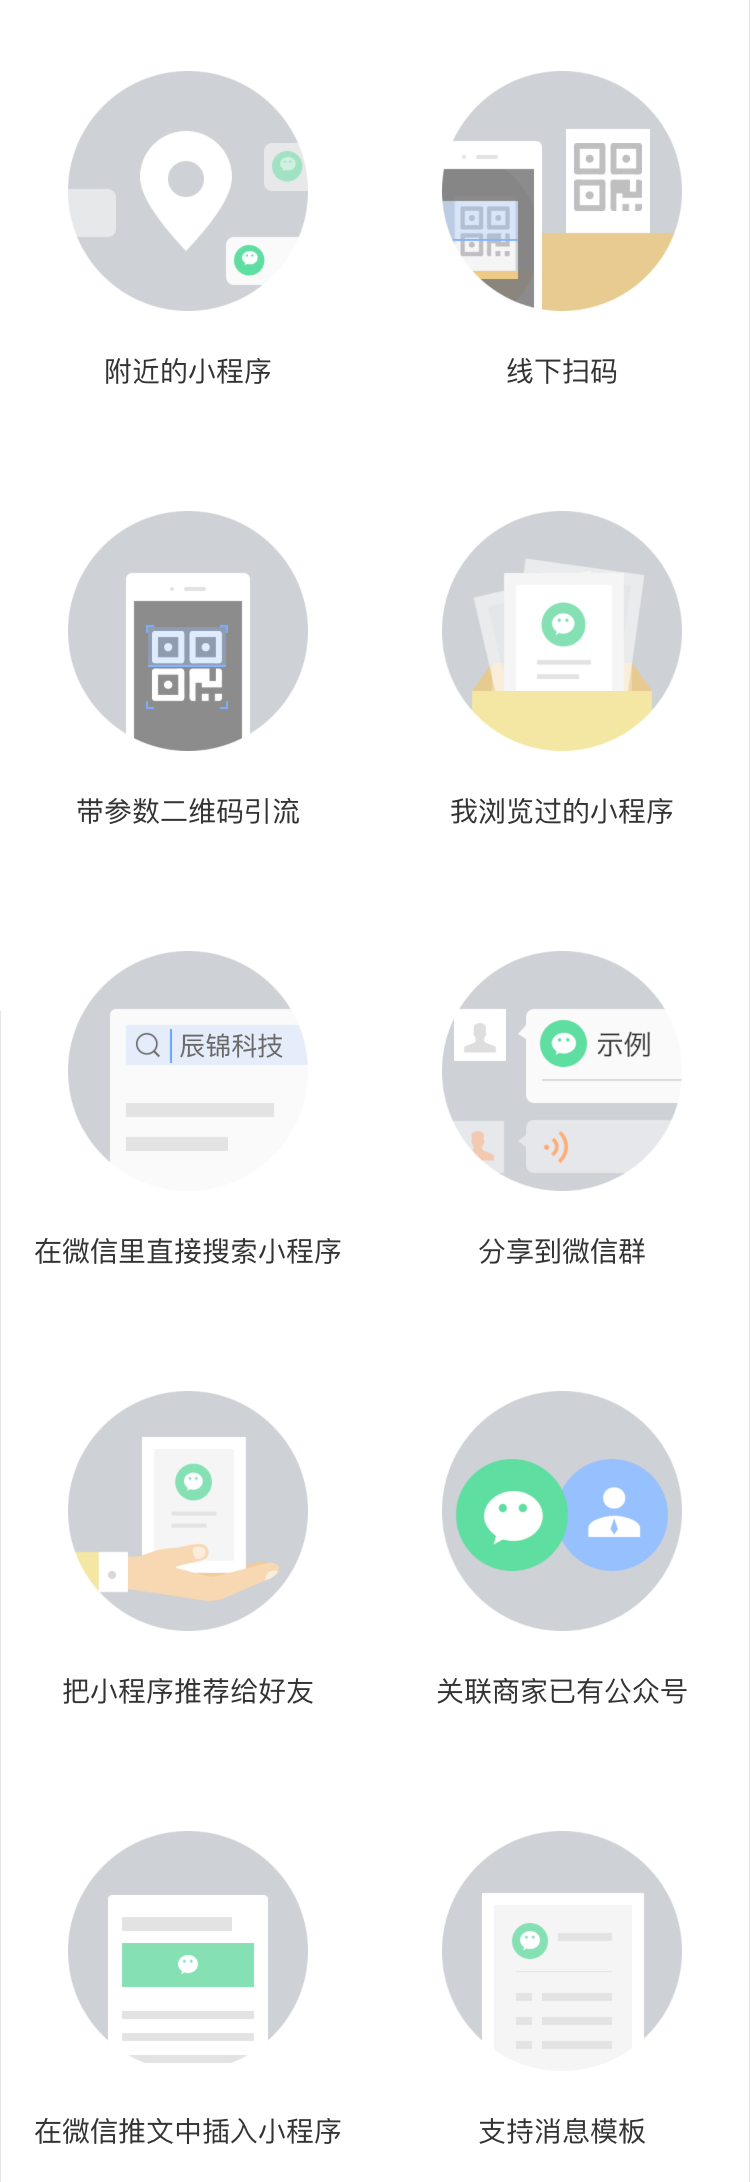 附近的小程序
线下扫码
带参数二维码引流
我浏览过的小程序
辰锦科技
示例
在微信里直接搜索小程序
分享到微信群
把小程序推荐给好友
关联商家已有公众号
在微信推文中插入小程序
支持消息模板